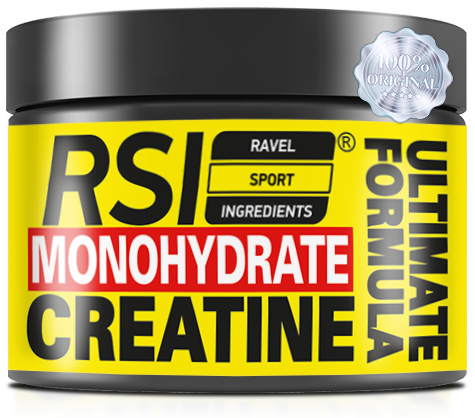 100%
ORIGINAL
RSI
RAVEL
SPORT
INGREDIENTS
®
MONOHYDRATE
CREATINE
ULTIMATE
FORMULA